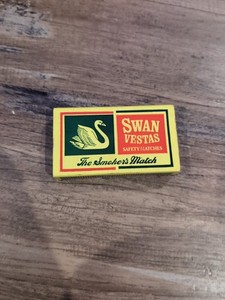 SWAN
VESTAS
SAFETY MATCHES
The Smoker's Match